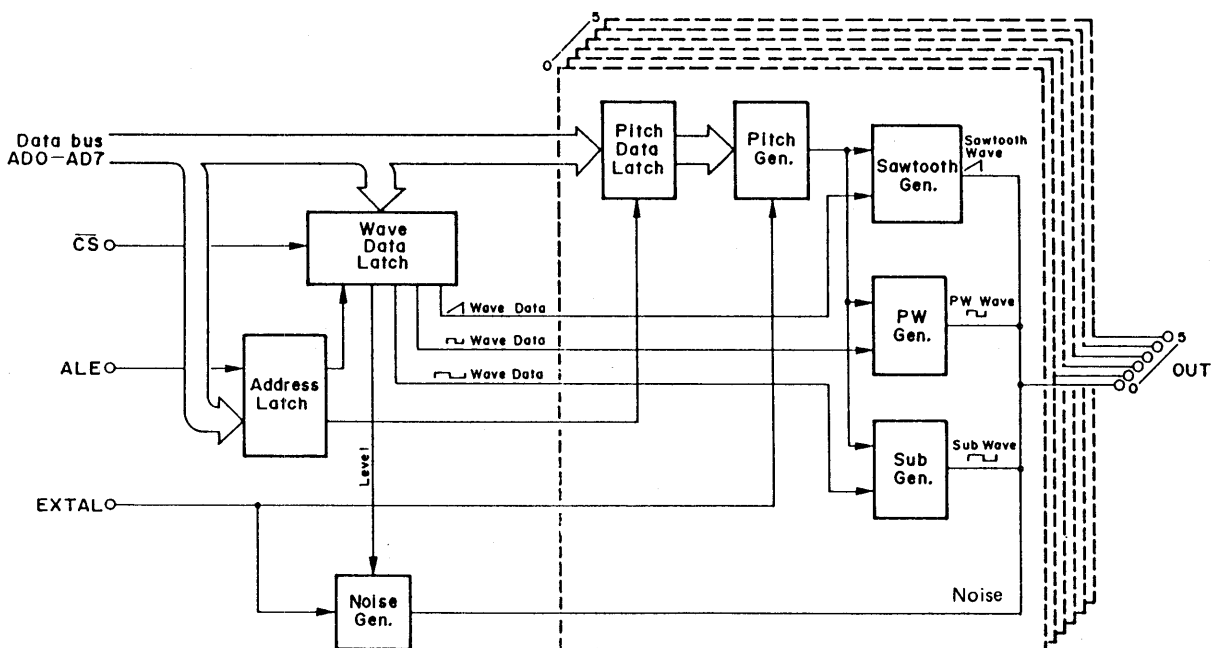 5
0
Data bus
AD0-AD7
Pitch
Data
Latch
Pitch
Gen.
Sawtooth
Gen.
Sawtooth
Wave
CS
Wave
Data
Latch
Wave Data
PW
Gen.
PW Wave
Wave Data
ALE
Address
Latch
Wave Data
5
OUT
0
Level
Sub
Gen.
Sub Wave
EXTAL
Noise
Gen.
Noise